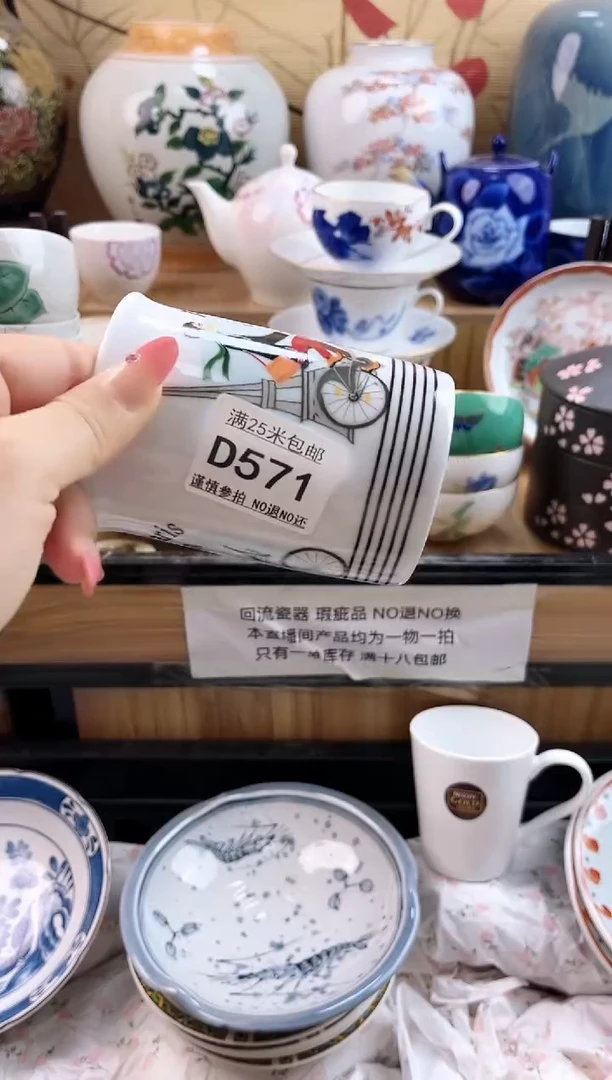 满25米包邮
D571
谨慎参拍 NO退NO还
回流瓷器 瑕疵品 NO退NO换
本直播间产品均为一物一拍
只有一 库存 满十八包邮